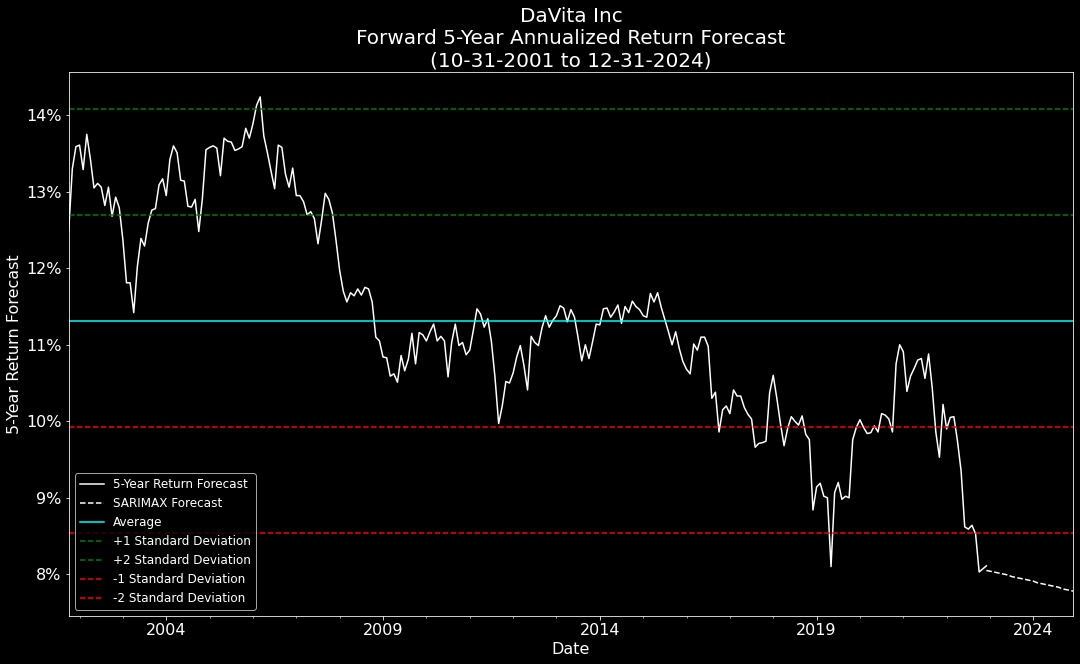 DaVita Inc
Forward 5-Year Annualized Return Forecast
(10-31-2001 to 12-31-2024)
14%
13%
12%
11%
10%
9%
8%
5-Year Return Forecast
5-Year Return Forecast
SARIMAX Forecast
Average
+1 Standard Deviation
+2 Standard Deviation
-1 Standard Deviation
-2 Standard Deviation
2004
2009
2014
2019
2024
Date